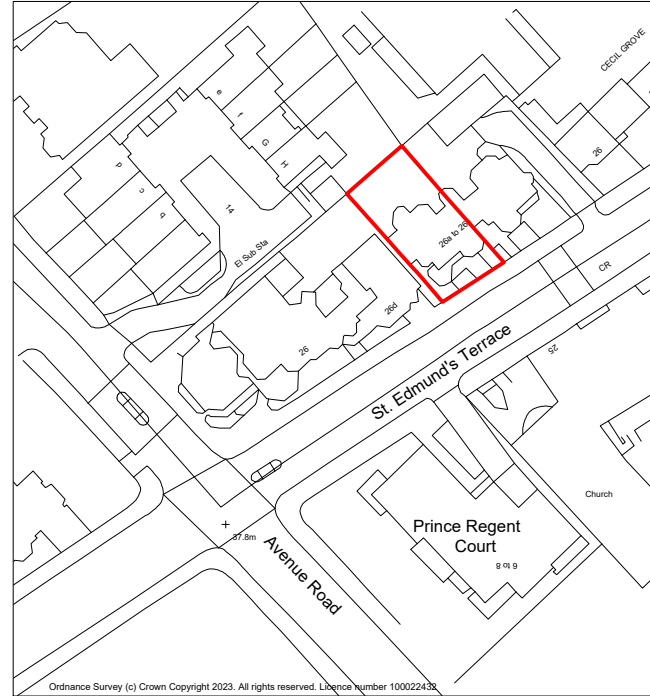 CECIL GROVE
e
f
G
H
26
p
c
b
14
26a to 26
El Sub Sta
CR
26d
26
St. Edmund's Terrace
25
Church
Prince Regent
Court
37.8m
6 to 8
Avenue Road
Ordnance Survey (c) Crown Copyright 2023. All rights reserved. Licence number 100022432